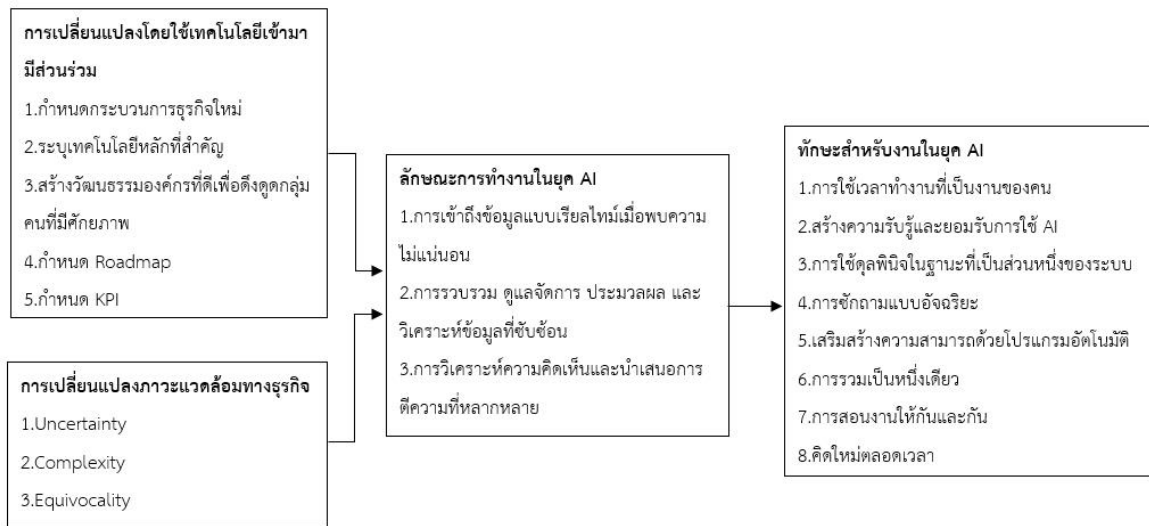 การเปลี่ยนแปลงโดยใช้เทคโนโลยีเข้ามา
มีส่วนร่วม
1.กำหนดกระบวนการธุรกิจใหม่
2.ระบุเทคโนโลยีหลักที่สำคัญ
3.สร้างวัฒนธรรมองค์กรที่ดีเพื่อดึงดูดกลุ่ม
คนที่มีศักยภาพ
4.กำหนด Roadmap
5.กำหนด KPI
การเปลี่ยนแปลงภาวะแวดล้อมทางธุรกิจ
1.Uncertainty
2.Complexity
3.Equivocality
ลักษณะการทำงานในยุค AI
1.การเข้าถึงข้อมูลแบบเรียลไทม์เมื่อพบความ
ไม่แน่นอน
2.การรวบรวม ดูแลจัดการ ประมวลผล และ
วิเคราะห์ข้อมูลที่ซับซ้อน
3.การวิเคราะห์ความคิดเห็นและนำเสนอการ
ตีความที่หลากหลาย
ทักษะสำหรับงานในยุค AI
1.การใช้เวลาทำงานที่เป็นงานของคน
2.สร้างความรับรู้และยอมรับการใช้ AI
3.การใช้ดุลพินิจในฐานะที่เป็นส่วนหนึ่งของระบบ
4.การซักถามแบบอัจฉริยะ
5.เสริมสร้างความสามารถด้วยโปรแกรมอัตโนมัติ
6.การรวมเป็นหนึ่งเดียว
7.การสอนงานให้กันและกัน
8.คิดใหม่ตลอดเวลา